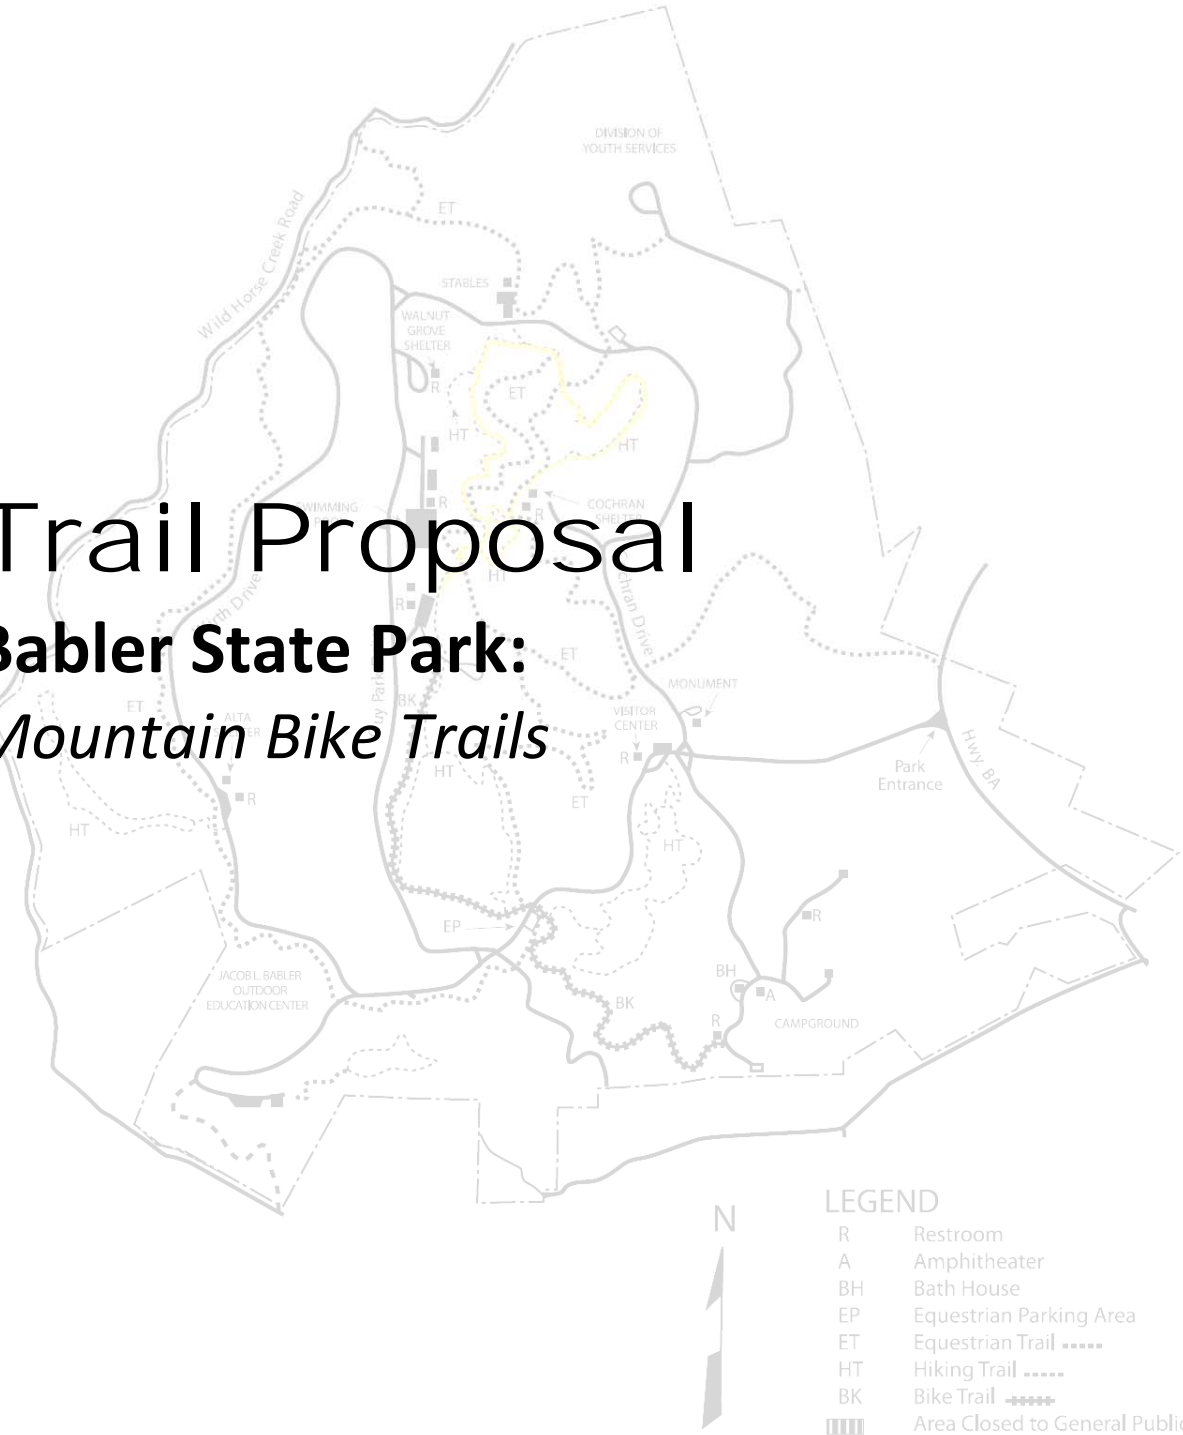 DIVISION OF
YOUTH SERVICES
ET
Wild Horse Creek Road
STABLES
WALNUT
GROVE
SHELTER
R
ET
HT
HT
SWIMMING
R
COCHRAN
SHELTER
R
Trail Proposal
HT
R
Drive
Drive
Babler State Park:
ET
ET
BK
MONUMENT
VISITOR
CENTER
ALTA
Mountain Bike Trails
R
HT
Park
Entrance
Hwy. BA
ET
R
HT
HT
R
EP
JACOB L. BABLER
OUTDOOR
EDUCATION CENTER
BH
A
BK
R
CAMPGROUND
N
LEGEND
R Restroom
A Amphitheater
BH Bath House
EP Equestrian Parking Area
ET Equestrian Trail
HT Hiking Trail
BK Bike Trail
Area Closed to General Public